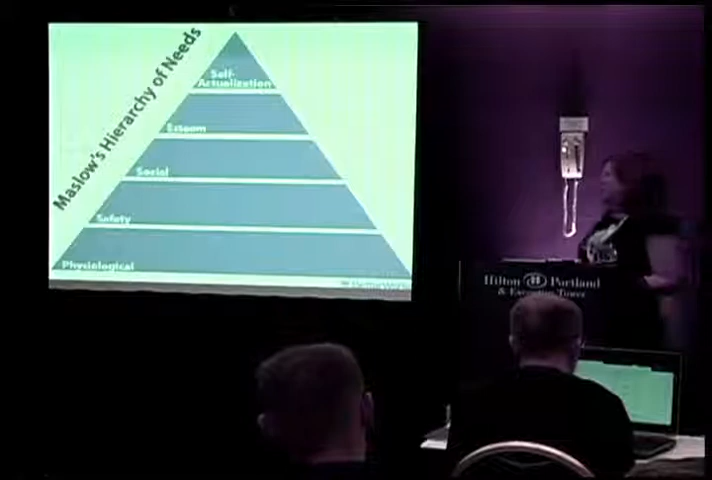 Maslow's Hierarchy of Needs
Self-
Actualization
Esteem
Social
Safety
Physiological
Hilton Portland
& Executive Tower